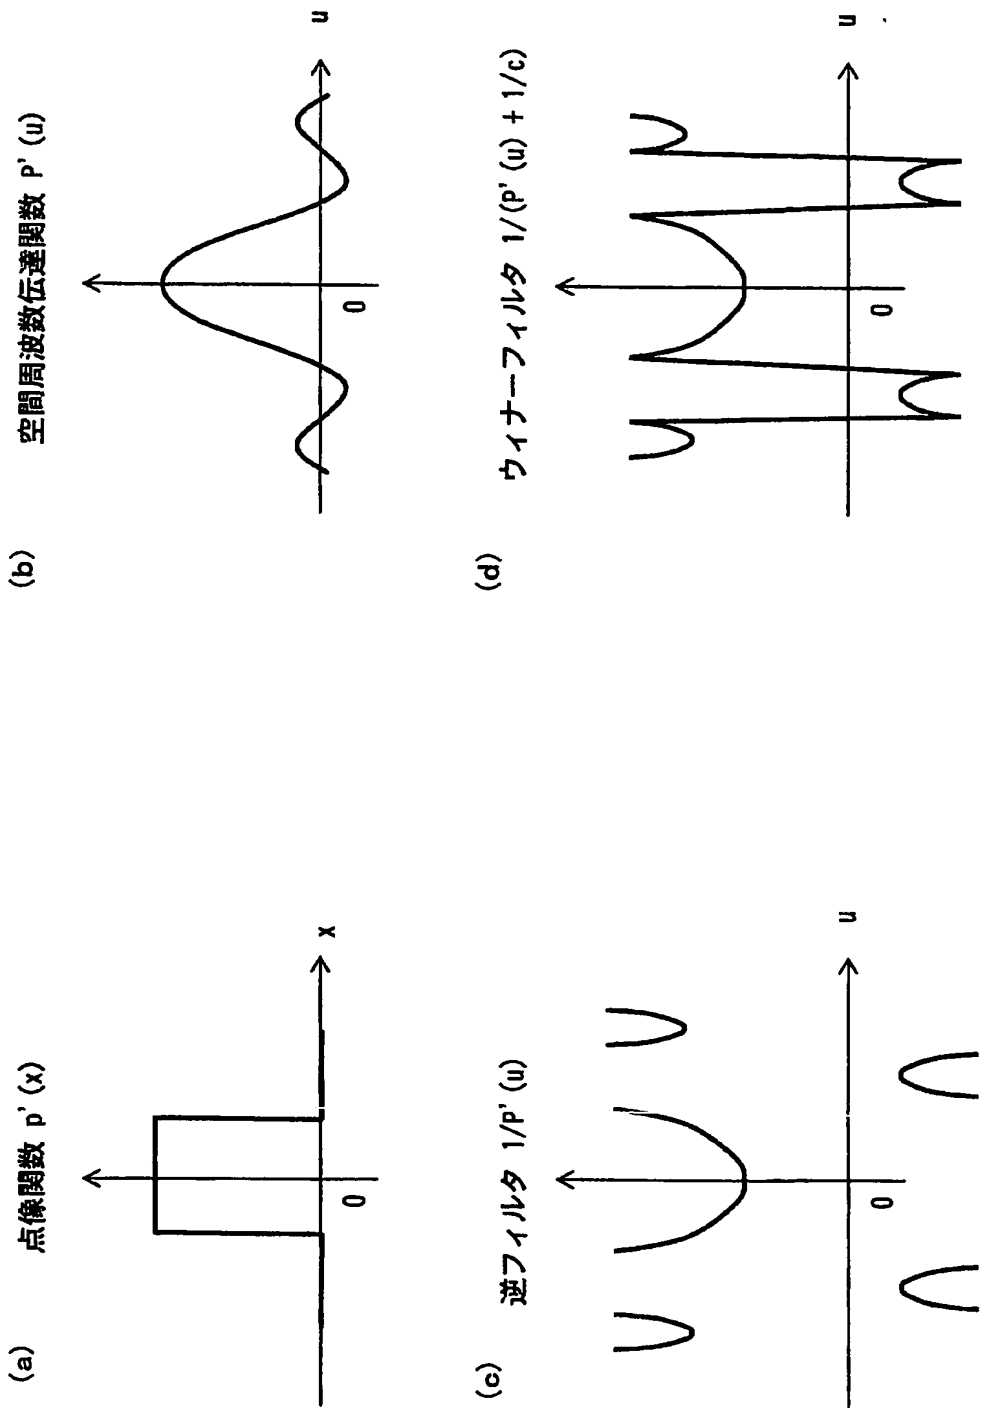 (a)
点像関数 p'(x)
x
0
(b)
空間周波数伝達関数 P'(u)
u
0
(c)
逆フィルタ 1/P'(u)
u
0
(d)
ウィナーフィルタ 1/(P'(u) + 1/c)
u
0